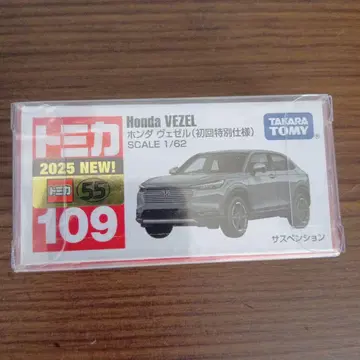 トミカ
2025 NEW!
トミカ 55
109
Honda VEZEL
ホンダ ヴェゼル(初回特別仕様)
SCALE 1/62
TAKARA
TOMY
サスペンション